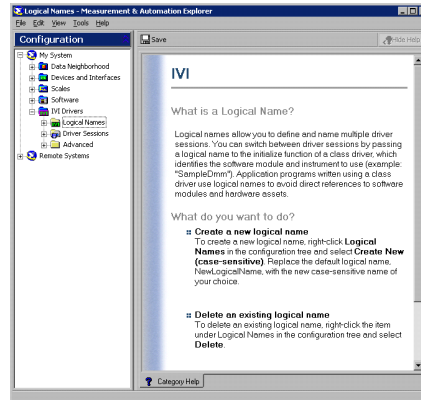 Logical Names - Measurement & Automation Explorer
File Edit View Tools Help
Configuration
Save
Hide Help
My System
Data Neighborhood
Devices and Interfaces
Scales
Software
IVI Drivers
Logical Names
Driver Sessions
Advanced
Remote Systems
IVI
What is a Logical Name?
Logical names allow you to define and name multiple driver
sessions. You can switch between driver sessions by passing
a logical name to the initialize function of a class driver, which
identifies the software module and instrument to use (example:
"SampleDmm"). Application programs written using a class
driver use logical names to avoid direct references to software
modules and hardware assets.
What do you want to do?
Create a new logical name
To create a new logical name, right-click Logical
Names in the configuration tree and select Create New
(case-sensitive). Replace the default logical name,
NewLogicalName, with the new case-sensitive name of
your choice.
Delete an existing logical name
To delete an existing logical name, right-click the item
under Logical Names in the configuration tree and select
Delete.
Category Help